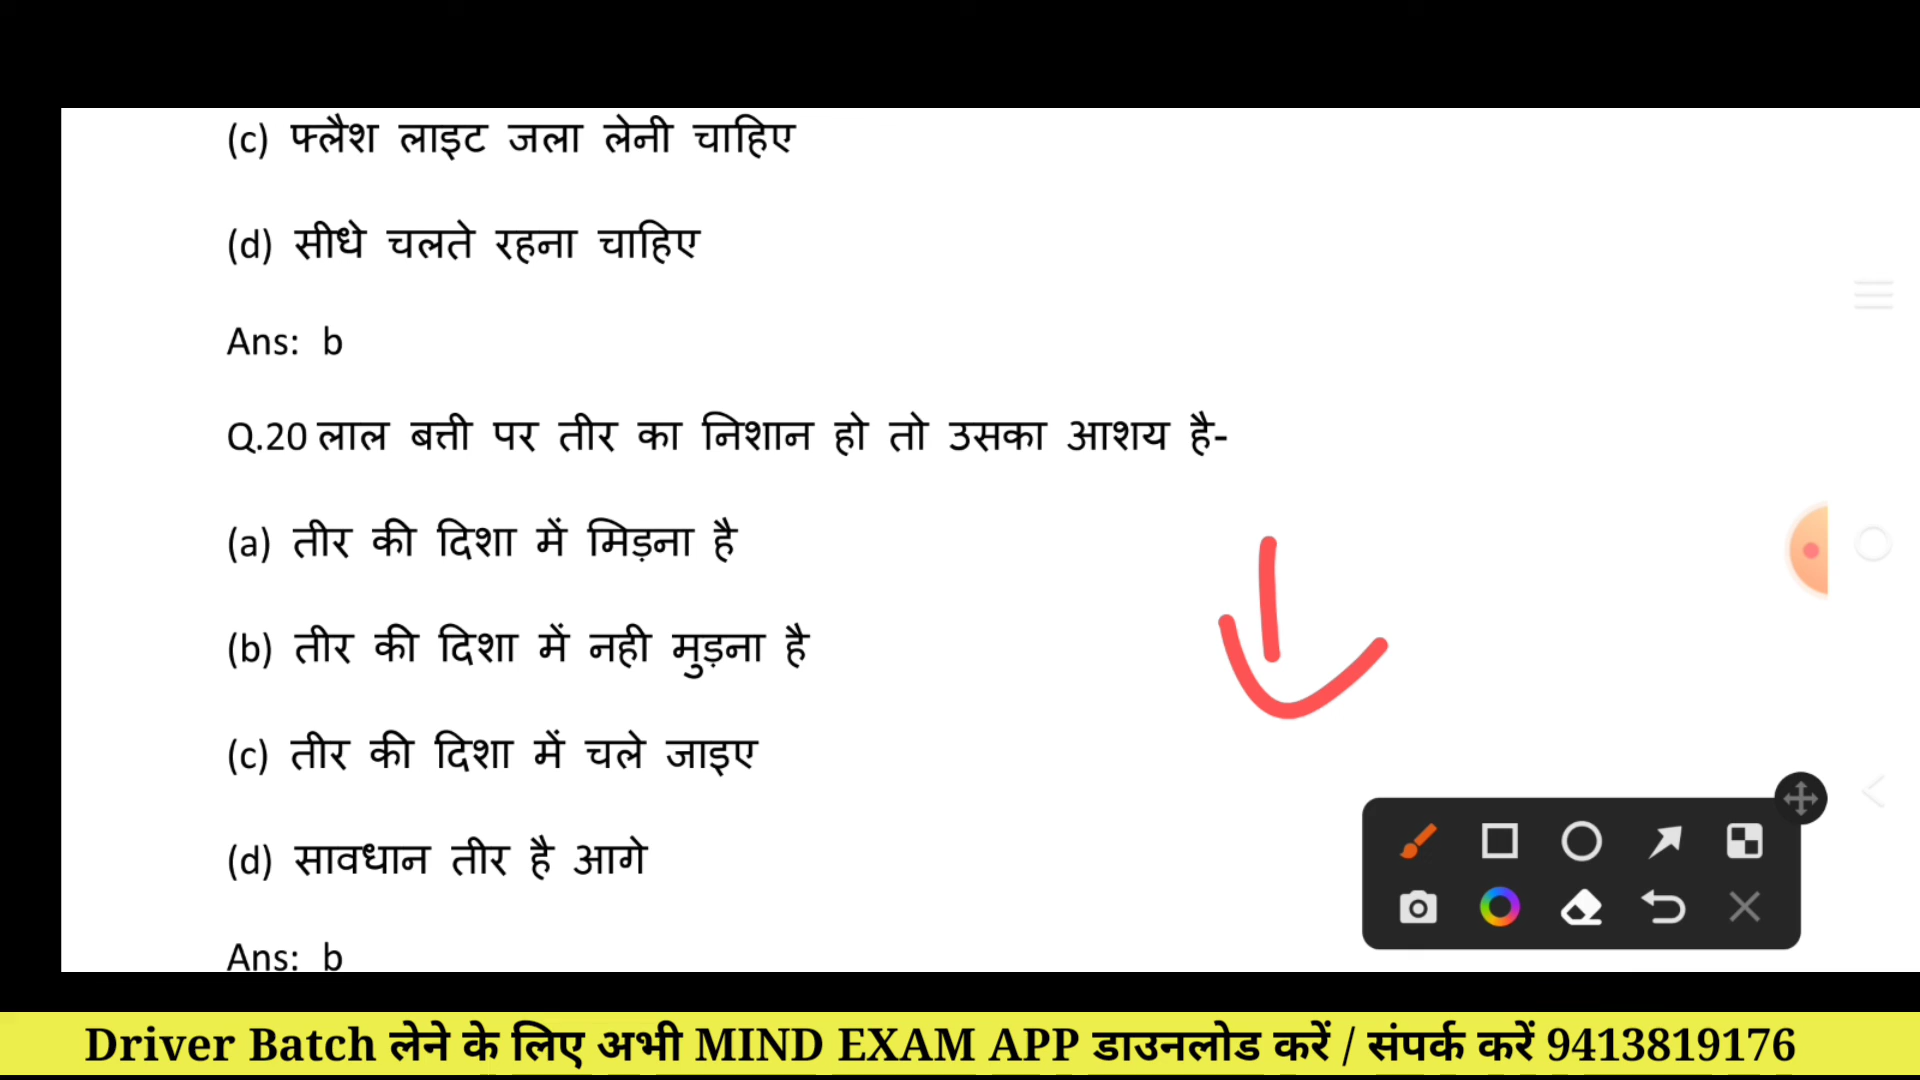 (c) फ्लैश लाइट जला लेनी चाहिए
(d) सीधे चलते रहना चाहिए
Ans: b
Q.20 लाल बत्ती पर तीर का निशान हो तो उसका आशय है-
(a) तीर की दिशा में मिड़ना है
(b) तीर की दिशा में नही मुड़ना है
(c) तीर की दिशा में चले जाइए
(d) सावधान तीर है आगे
Ans: b
Driver Batch लेने के लिए अभी MIND EXAM APP डाउनलोड करें / संपर्क करें 9413819176